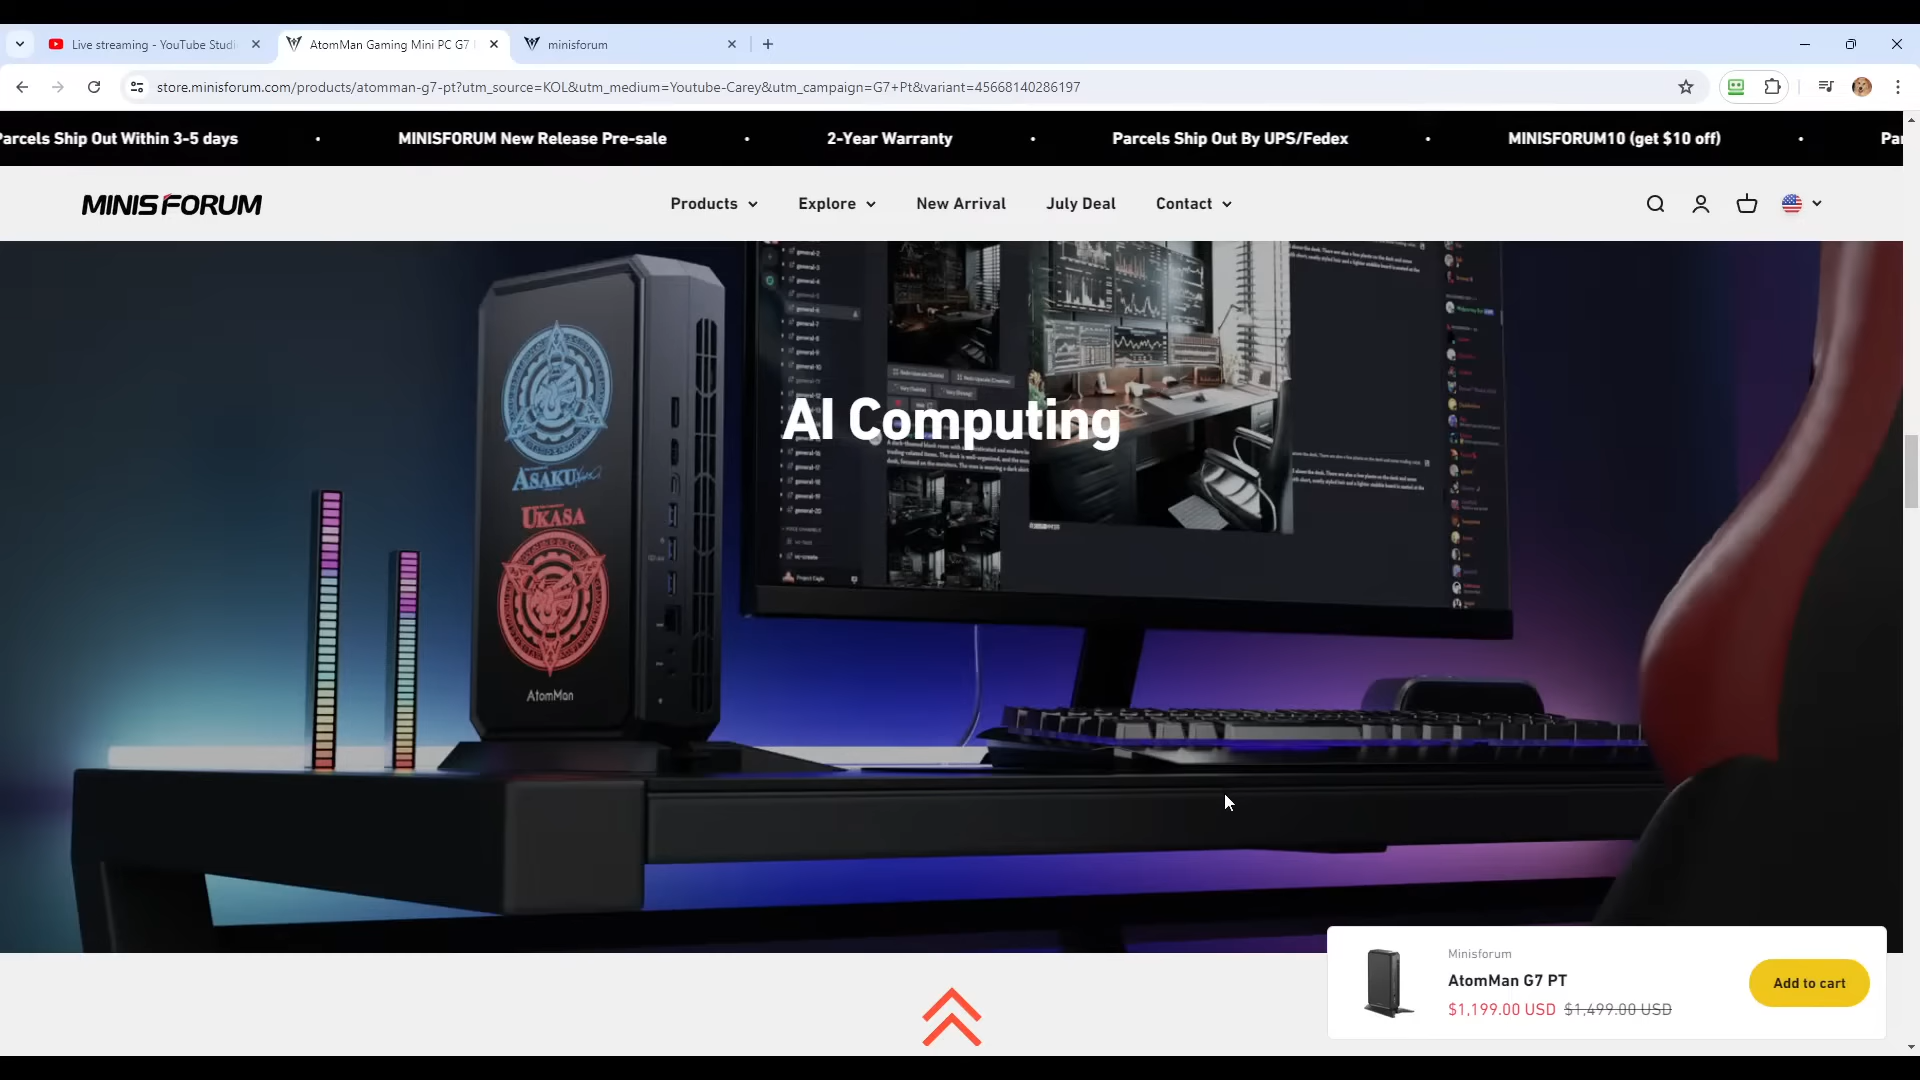 Live streaming - YouTube Studi
AtomMan Gaming Mini PC G7
minisforum
store.minisforum.com/products/atomman-g7-pt?utm_source=KOL&utm_medium=Youtube-Carey&utm_campaign=G7+Pt&variant=45668140286197
Parcels Ship Out Within 3-5 days • MINISFORUM New Release Pre-sale • 2-Year Warranty • Parcels Ship Out By UPS/Fedex • MINISFORUM10 (get $10 off) • Par
MINISFORUM
Products Explore New Arrival July Deal Contact
AI Computing
ASAKU
UKASA
AtomMan
Minisforum
AtomMan G7 PT
$1,199.00 USD $1,499.00 USD
Add to cart